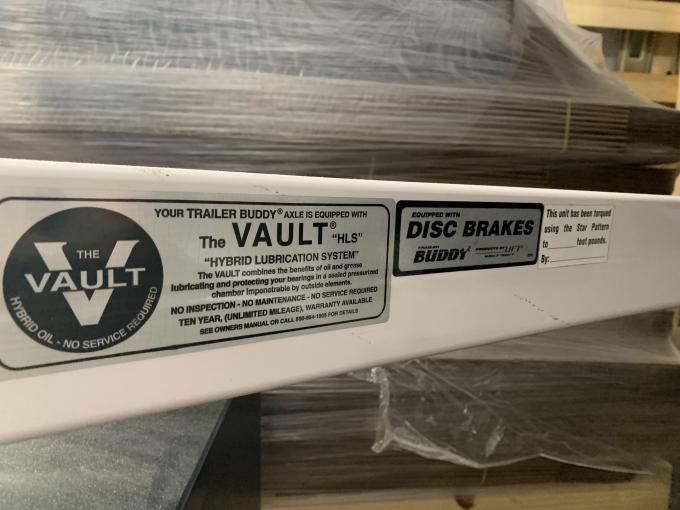 THE
VAULT
HYBRID OIL - NO SERVICE REQUIRED
YOUR TRAILER BUDDY® AXLE IS EQUIPPED WITH
The VAULT® "HLS"
"HYBRID LUBRICATION SYSTEM"
The VAULT combines the benefits of oil and grease
lubricating and protecting your bearings in a sealed pressurized
chamber impenetrable by outside elements.
NO INSPECTION - NO MAINTENANCE - NO SERVICE REQUIRED
TEN YEAR, (UNLIMITED MILEAGE), WARRANTY AVAILABLE
SEE OWNERS MANUAL OR CALL FOR DETAILS
EQUIPPED WITH
DISC BRAKES
TRAILER
BUDDY
PRODUCTS BY UFP
This unit has been torqued
using the Star Pattern
to foot pounds.
By: